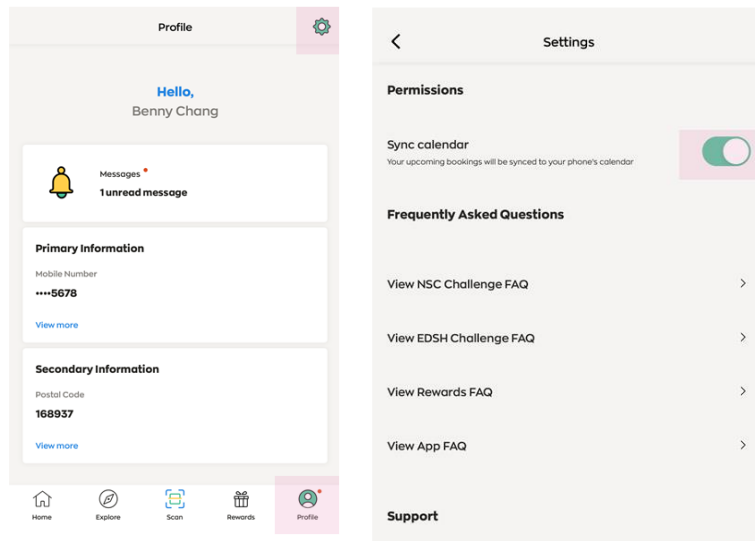 Profile
Hello,
Benny Chang
Messages
1 unread message
Primary Information
Mobile Number
••••5678
View more
Secondary Information
Postal Code
168937
View more
Home
Explore
Scan
Rewards
Profile
Settings
Permissions
Sync calendar
Your upcoming bookings will be synced to your phone's calendar
Frequently Asked Questions
View NSC Challenge FAQ
View EDSH Challenge FAQ
View Rewards FAQ
View App FAQ
Support